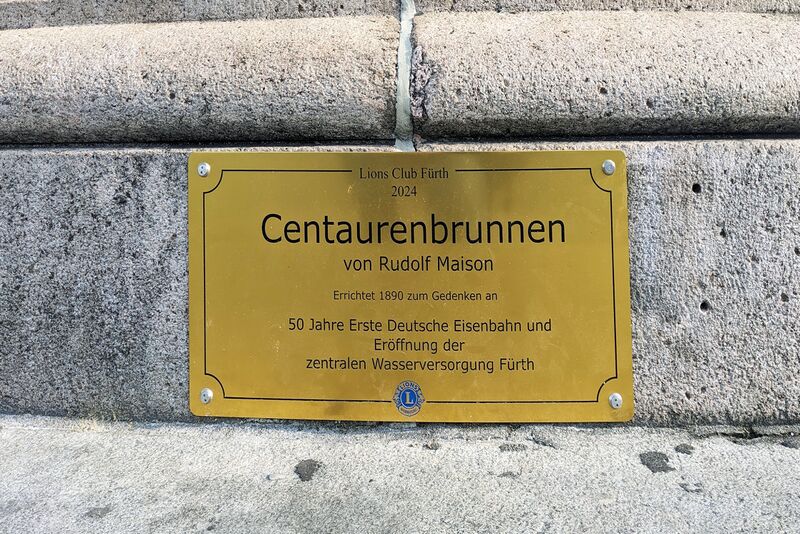 Lions Club Fürth
2024
Centaurenbrunnen
von Rudolf Maison
Errichtet 1890 zum Gedenken an
50 Jahre Erste Deutsche Eisenbahn und
Eröffnung der
zentralen Wasserversorgung Fürth
LIONS
L